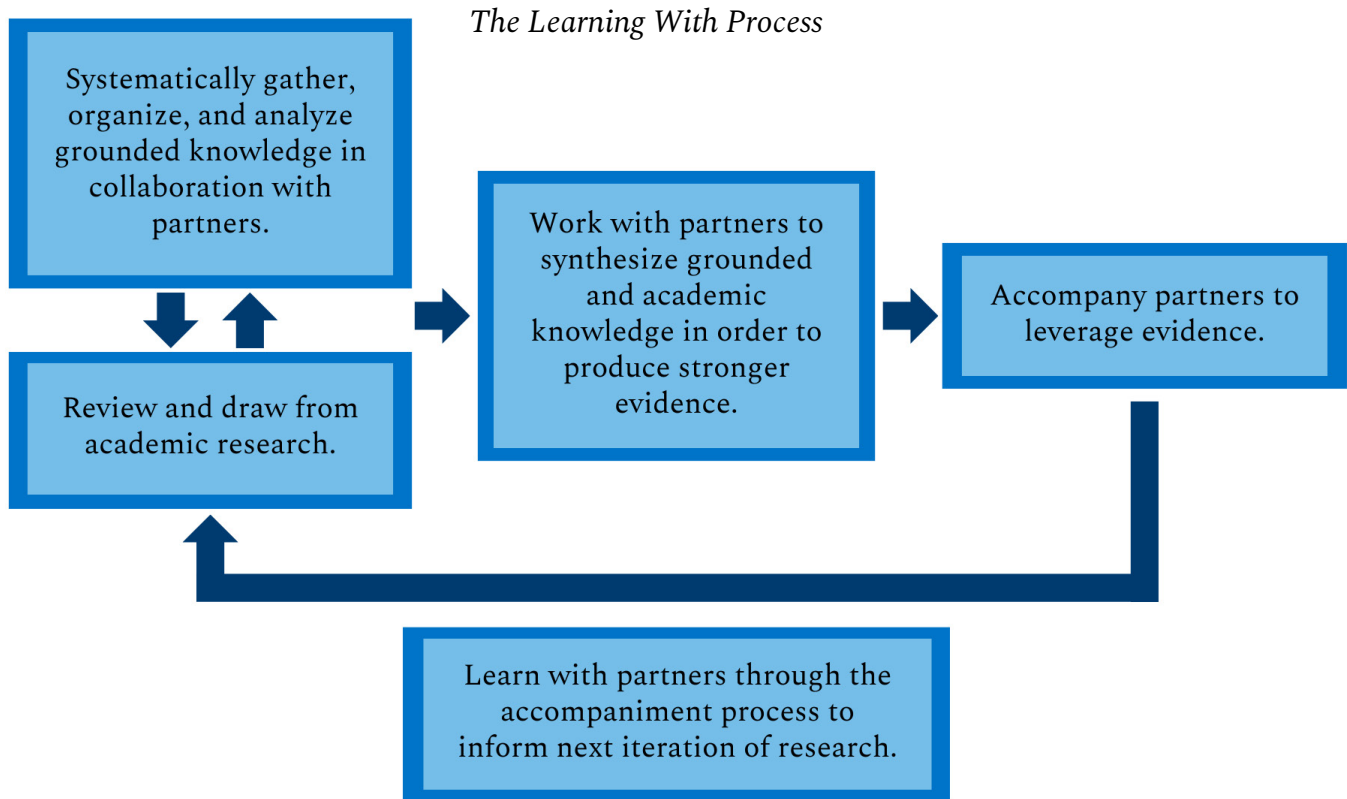 The Learning With Process
Systematically gather,
organize, and analyze
grounded knowledge in
collaboration with
partners.
Review and draw from
academic research.
Work with partners to
synthesize grounded
and academic
knowledge in order to
produce stronger
evidence.
Accompany partners to
leverage evidence.
Learn with partners through the
accompaniment process to
inform next iteration of research.